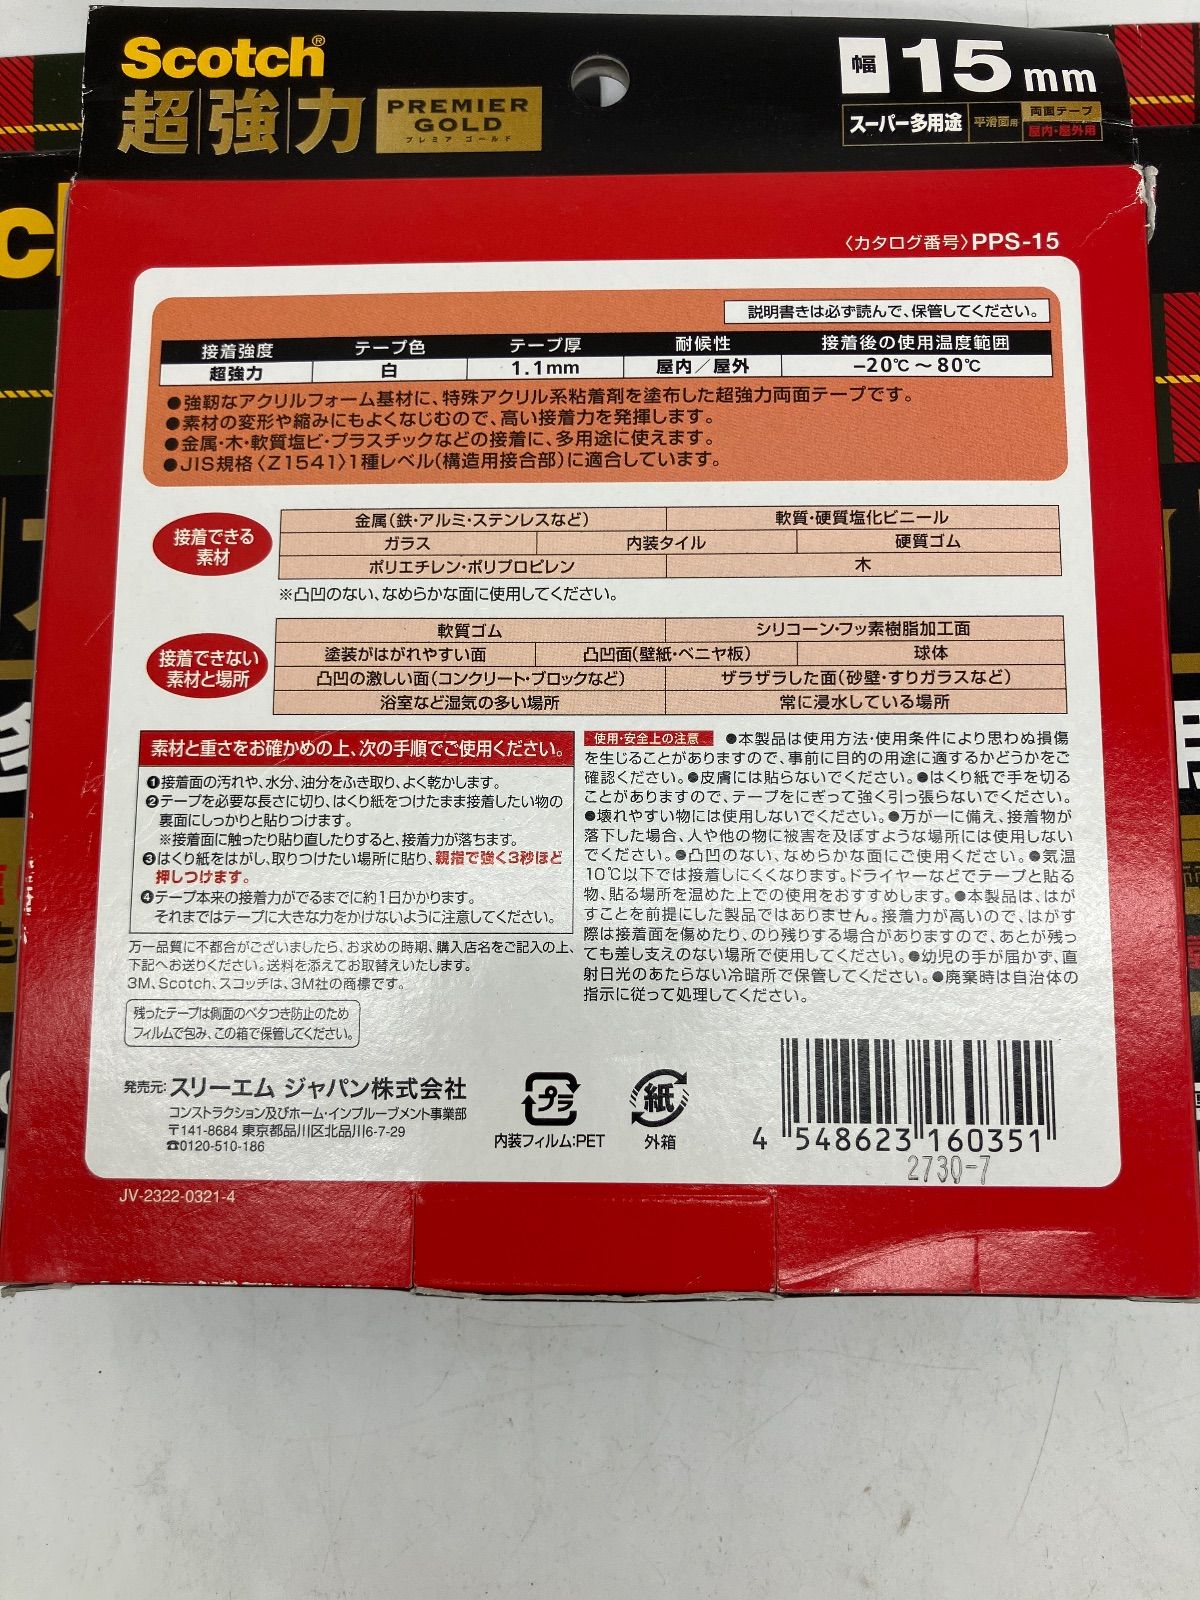 Scotch®
超強力
PREMIER
GOLD
プレミア ゴールド
幅 15mm
スーパー多用途
平滑面用
両面テープ
屋内・屋外用
〈カタログ番号〉PPS-15
説明書きは必ず読んで、保管してください。
接着強度 テープ色 テープ厚 耐候性 接着後の使用温度範囲
超強力 白 1.1mm 屋内／屋外 −20℃～80℃
●強靭なアクリルフォーム基材に、特殊アクリル系粘着剤を塗布した超強力両面テープです。
●素材の変形や縮みにもよくなじむので、高い接着力を発揮します。
●金属・木・軟質塩ビ・プラスチックなどの接着に、多用途に使えます。
●JIS規格〈Z1541〉1種レベル(構造用接合部)に適合しています。
接着できる
素材
金属(鉄・アルミ・ステンレスなど) 軟質・硬質塩化ビニール
ガラス 内装タイル 硬質ゴム
ポリエチレン・ポリプロピレン 木
※凸凹のない、なめらかな面に使用してください。
接着できない
素材と場所
軟質ゴム シリコーン・フッ素樹脂加工面
塗装がはがれやすい面 凸凹面(壁紙・ベニヤ板) 球体
凸凹の激しい面(コンクリート・ブロックなど) ザラザラした面(砂壁・すりガラスなど)
浴室など湿気の多い場所 常に浸水している場所
素材と重さをお確かめの上、次の手順でご使用ください。
❶接着面の汚れや、水分、油分をふき取り、よく乾かします。
❷テープを必要な長さに切り、はくり紙をつけたまま接着したい物の
裏面にしっかりと貼りつけます。
※接着面に触ったり貼り直したりすると、接着力が落ちます。
❸はくり紙をはがし、取りつけたい場所に貼り、親指で強く3秒ほど
押しつけます。
❹テープ本来の接着力がでるまでに約1日かかります。
それまではテープに大きな力をかけないように注意してください。
万一品質に不都合がございましたら、お求めの時期、購入店名をご記入の上、
下記へお送りください。送料を添えてお取替えいたします。
3M、Scotch、スコッチは、3M社の商標です。
残ったテープは側面のベタつき防止のため
フィルムで包み、この箱で保管してください。
使用・安全上の注意 ●本製品は使用方法・使用条件により思わぬ損傷
を生じることがありますので、事前に目的の用途に適するかどうかをご
確認ください。●皮膚には貼らないでください。●はくり紙で手を切る
ことがありますので、テープをにぎって強く引っ張らないでください。
●壊れやすい物には使用しないでください。●万が一に備え、接着物が
落下した場合、人や他の物に被害を及ぼすような場所には使用しない
でください。●凸凹のない、なめらかな面にご使用ください。●気温
10℃以下では接着しにくくなります。ドライヤーなどでテープと貼る
物、貼る場所を温めた上での使用をおすすめします。●本製品は、はが
すことを前提にした製品ではありません。接着力が高いので、はがす
際は接着面を傷めたり、のり残りする場合がありますので、あとが残っ
ても差し支えのない場所で使用してください。●幼児の手が届かず、直
射日光のあたらない冷暗所で保管してください。●廃棄時は自治体の
指示に従って処理してください。
発売元:スリーエム ジャパン株式会社
コンストラクション及びホーム・インプルーブメント事業部
〒141-8684 東京都品川区北品川6-7-29
☎0120-510-186
プラ
内装フィルム:PET
紙
外箱
4 548623 160351
2730-7
JV-2322-0321-4